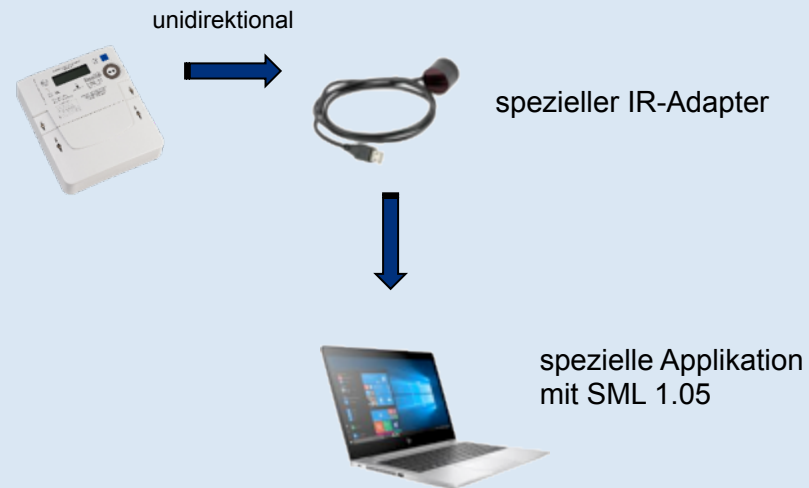 unidirektional
spezieller IR-Adapter
spezielle Applikation
mit SML 1.05